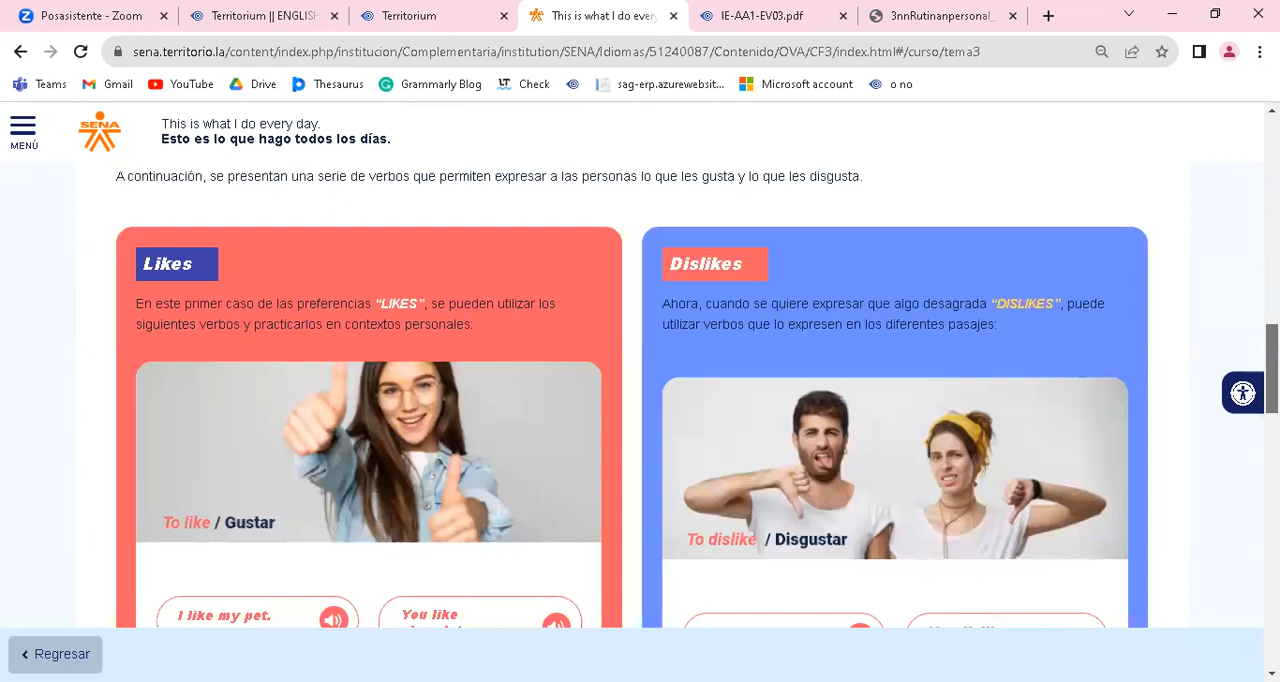 Posasistente - Zoom
Territorium || ENGLISH
Territorium
This is what I do every
IE-AA1-EV03.pdf
3nnRutinanpersonal_
sena.territorio.la/content/index.php/institucion/Complementaria/institution/SENA/Idiomas/51240087/Contenido/OVA/CF3/index.html#/curso/tema3
Teams
Gmail
YouTube
Drive
Thesaurus
Grammarly Blog
Check
sag-erp.azurewebsit...
Microsoft account
o no
MENÚ
SENA
This is what I do every day.
Esto es lo que hago todos los días.
A continuación, se presentan una serie de verbos que permiten expresar a las personas lo que les gusta y lo que les disgusta.
Likes
En este primer caso de las preferencias “LIKES”, se pueden utilizar los
siguientes verbos y practicarlos en contextos personales:
To like / Gustar
I like my pet.
You like
Dislikes
Ahora, cuando se quiere expresar que algo desagrada “DISLIKES”, puede
utilizar verbos que lo expresen en los diferentes pasajes:
To dislike / Disgustar
Regresar